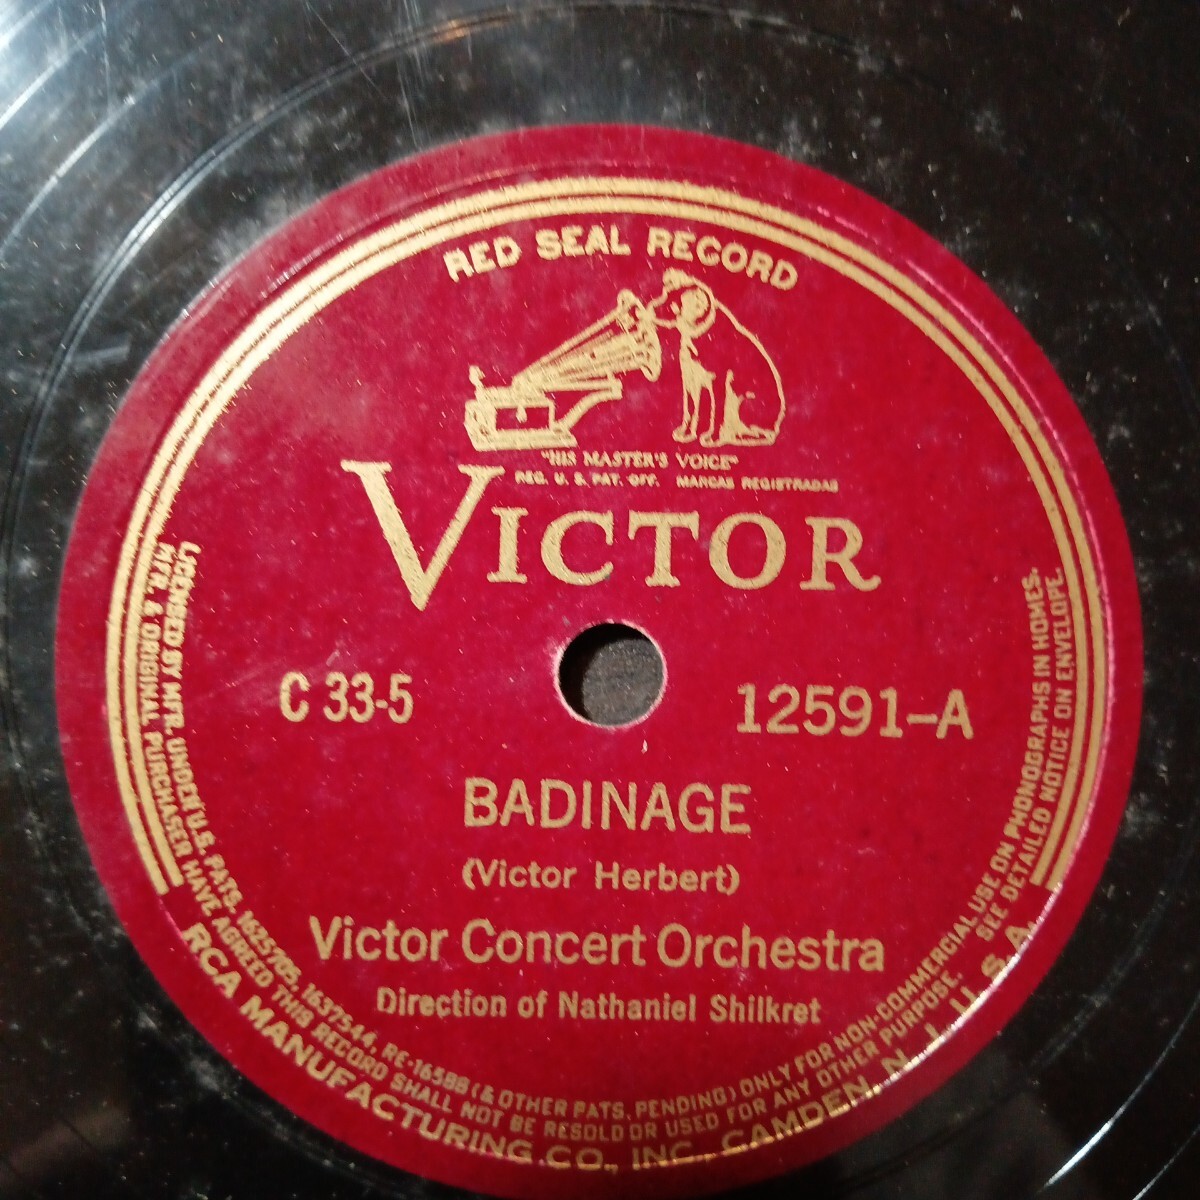 RED SEAL RECORD
"HIS MASTER'S VOICE"
REG. U. S. PAT. OFF. MARCAS REGISTRADAS
VICTOR
C 33-5
12591-A
BADINAGE
(Victor Herbert)
Victor Concert Orchestra
Direction of Nathaniel Shilkret
LICENSED BY MFR. UNDER U.S. PATS. 1625705, 1637544, RE-16588 (& OTHER PATS. PENDING) ONLY FOR NON-COMMERCIAL USE ON PHONOGRAPHS IN HOMES.
MFR. & ORIGINAL PURCHASER HAVE AGREED THIS RECORD SHALL NOT BE RESOLD OR USED FOR ANY OTHER PURPOSE. SEE DETAILED NOTICE ON ENVELOPE.
RCA MANUFACTURING CO., INC., CAMDEN, N. J. U. S. A.